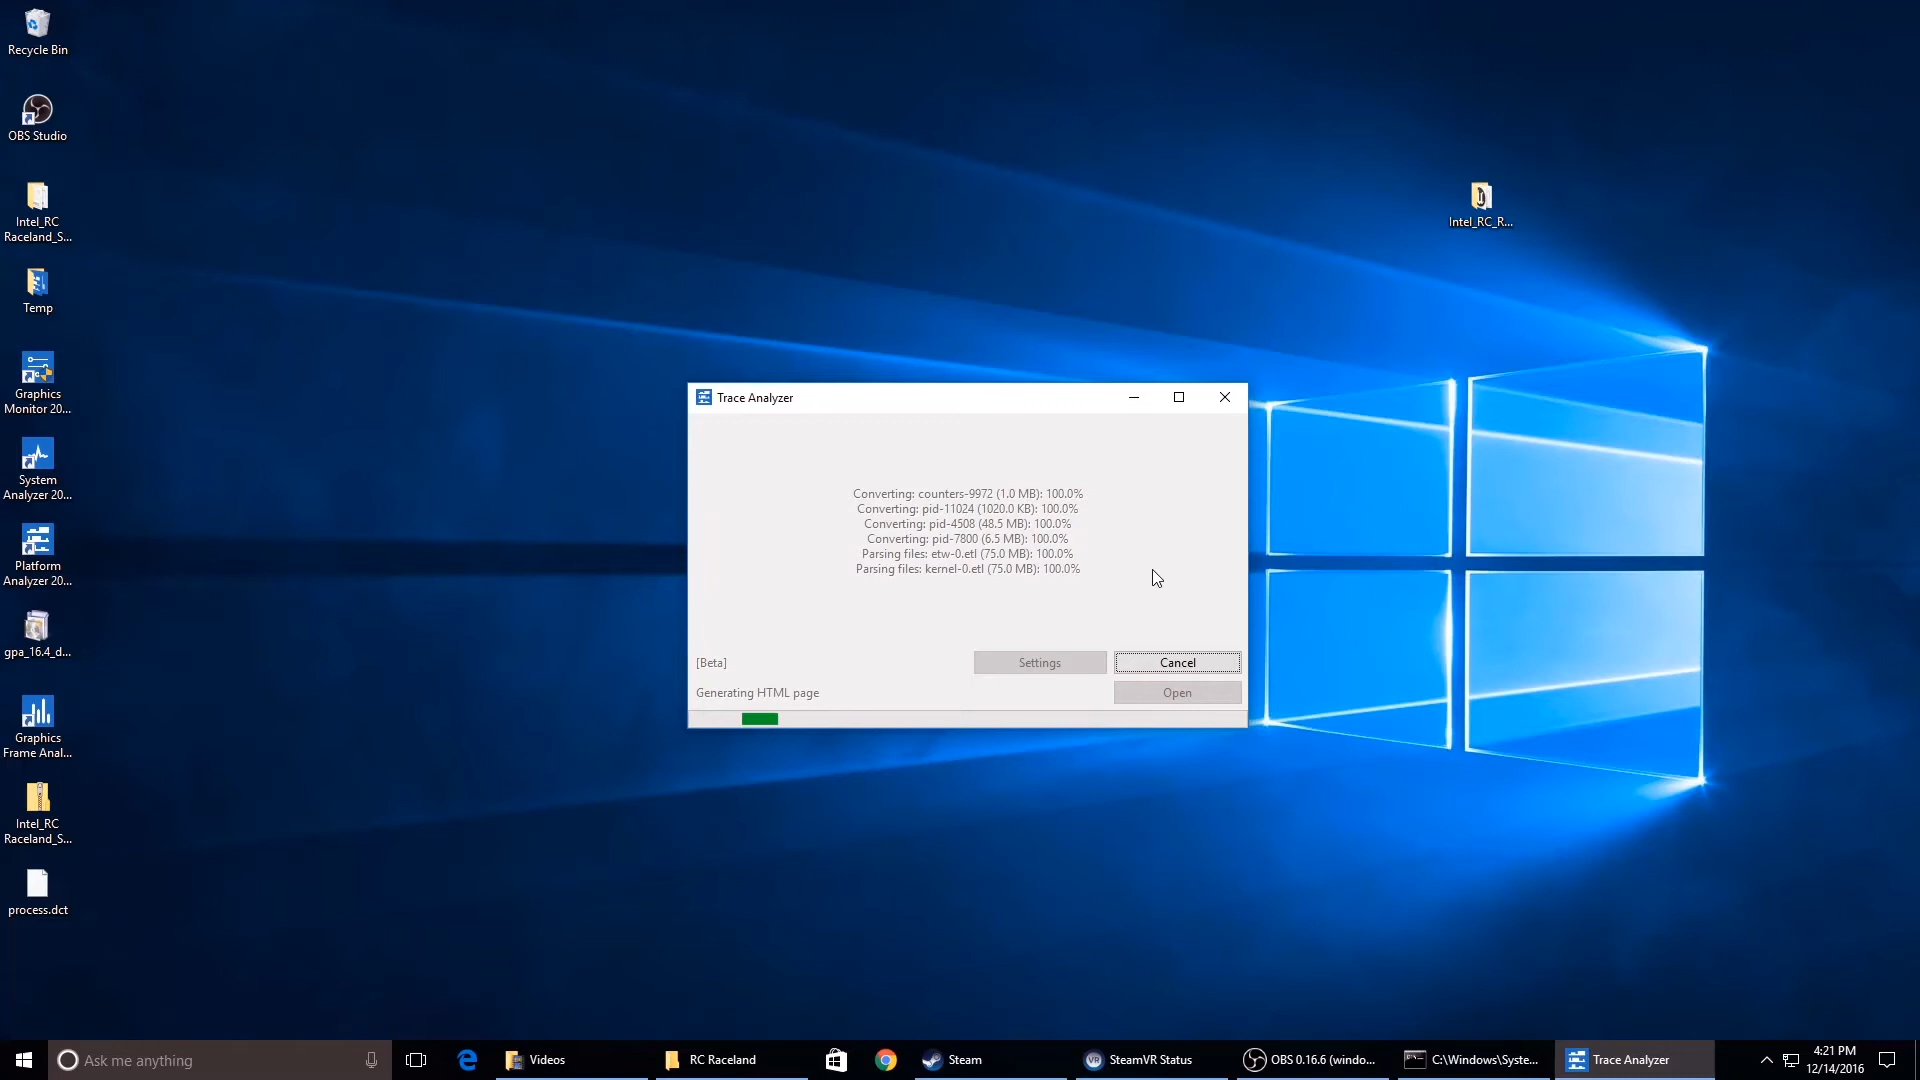 Recycle Bin
OBS Studio
Intel_RC
Raceland_S...
Temp
Graphics
Monitor 20...
System
Analyzer 20...
Platform
Analyzer 20...
gpa_16.4_d...
Graphics
Frame Anal...
Intel_RC
Raceland_S...
process.dct
Intel_RC_R...
Trace Analyzer
Converting: counters-9972 (1.0 MB): 100.0%
Converting: pid-11024 (1020.0 KB): 100.0%
Converting: pid-4508 (48.5 MB): 100.0%
Converting: pid-7800 (6.5 MB): 100.0%
Parsing files: etw-0.etl (75.0 MB): 100.0%
Parsing files: kernel-0.etl (75.0 MB): 100.0%
[Beta]
Settings
Cancel
Generating HTML page
Open
Ask me anything
Videos
RC Raceland
Steam
VR
SteamVR Status
OBS 0.16.6 (windo...
C:\Windows\Syste...
Trace Analyzer
4:21 PM
12/14/2016